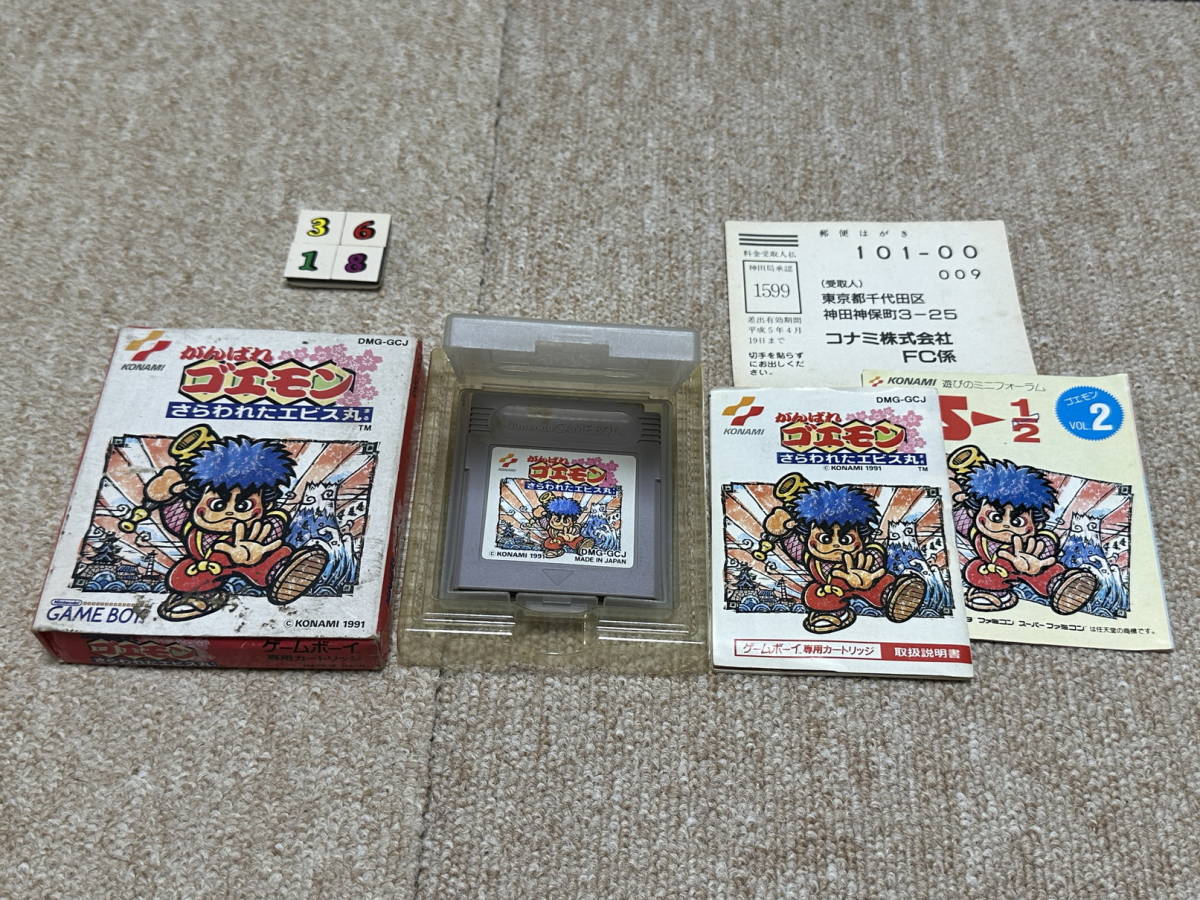 3 6
1 8
KONAMI
DMG-GCJ
がんばれ
ゴエモン
さらわれたエビス丸
TM
Nintendo
GAME BOY
© KONAMI 1991
ゲームボーイ
専用カートリッジ
KONAMI
がんばれ
ゴエモン
さらわれたエビス丸
© KONAMI 1991
DMG-GCJ
MADE IN JAPAN
郵便はがき
料金受取人払
神田局承認
1599
差出有効期間
平成5年4月
19日まで
切手を貼らず
にお出しくだ
さい。
101-00
009
(受取人)
東京都千代田区
神田神保町3-25
コナミ株式会社
FC係
KONAMI
DMG-GCJ
がんばれ
ゴエモン
さらわれたエビス丸
© KONAMI 1991
TM
ゲームボーイ専用カートリッジ
取扱説明書
KONAMI 遊びのミニフォーラム
1/2
ゴエモン
VOL.2
ファミコン スーパーファミコン は任天堂の商標です。